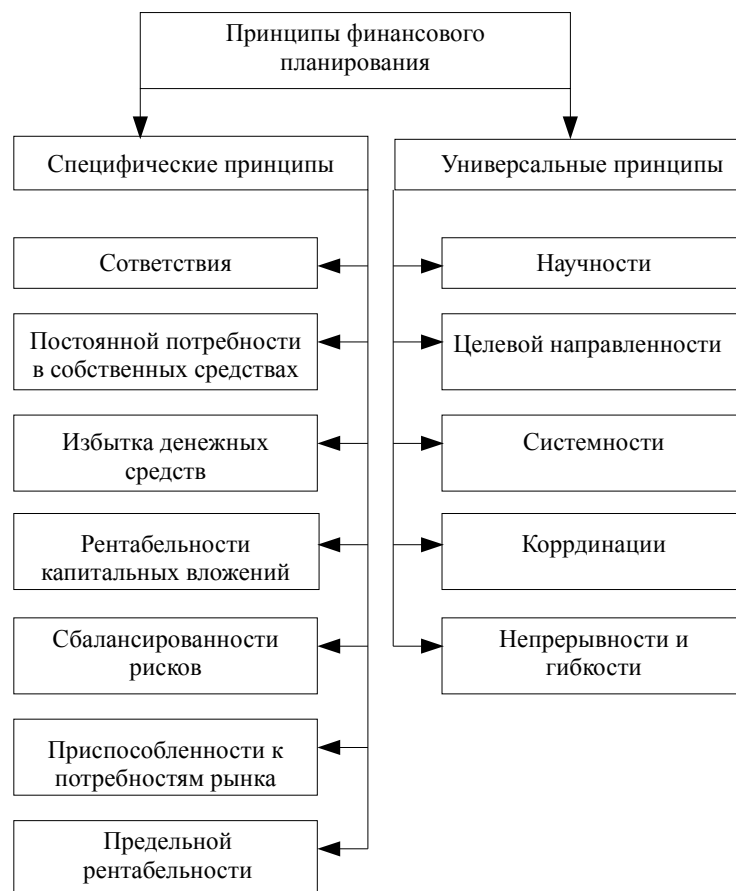 Принципы финансового
планирования
Специфические принципы
Универсальные принципы
Сответствия
Научности
Постоянной потребности
в собственных средствах
Целевой направленности
Избытка денежных
средств
Системности
Рентабельности
капитальных вложений
Коррдинации
Сбалансированности
рисков
Непрерывности и
гибкости
Приспособленности к
потребностям рынка
Предельной
рентабельности